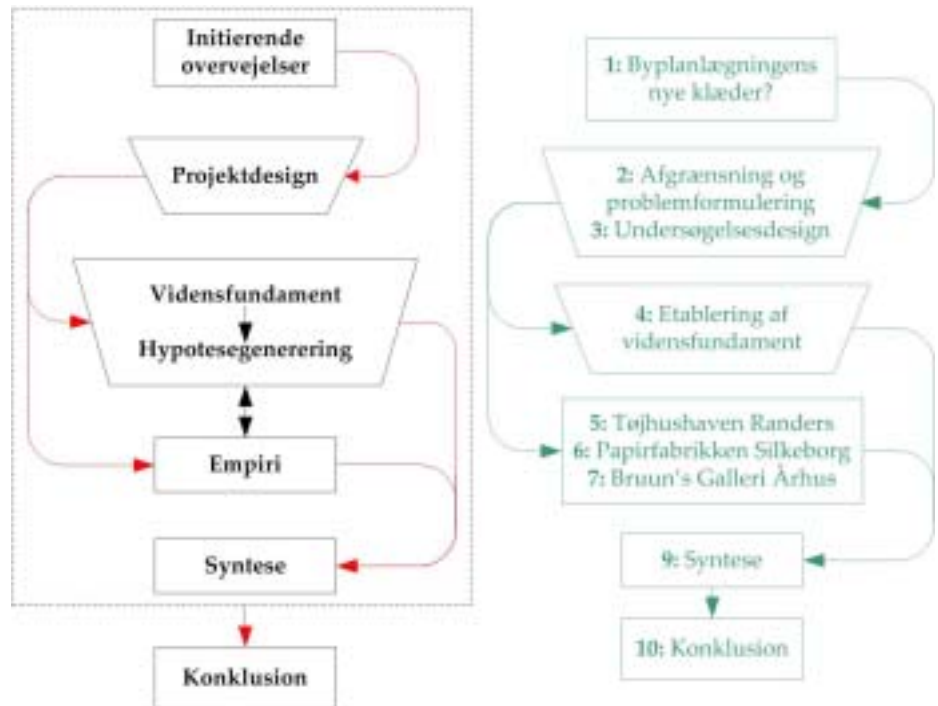 Initierende
overvejelser
Projektdesign
Vidensfundament
Hypotesegenerering
Empiri
Syntese
Konklusion
1: Byplanlægningens
nye klæder?
2: Afgrænsning og
problemformulering
3: Undersøgelsesdesign
4: Etablering af
vidensfundament
5: Tøjhushaven Randers
6: Papirfabrikken Silkeborg
7: Bruun's Galleri Århus
9: Syntese
10: Konklusion